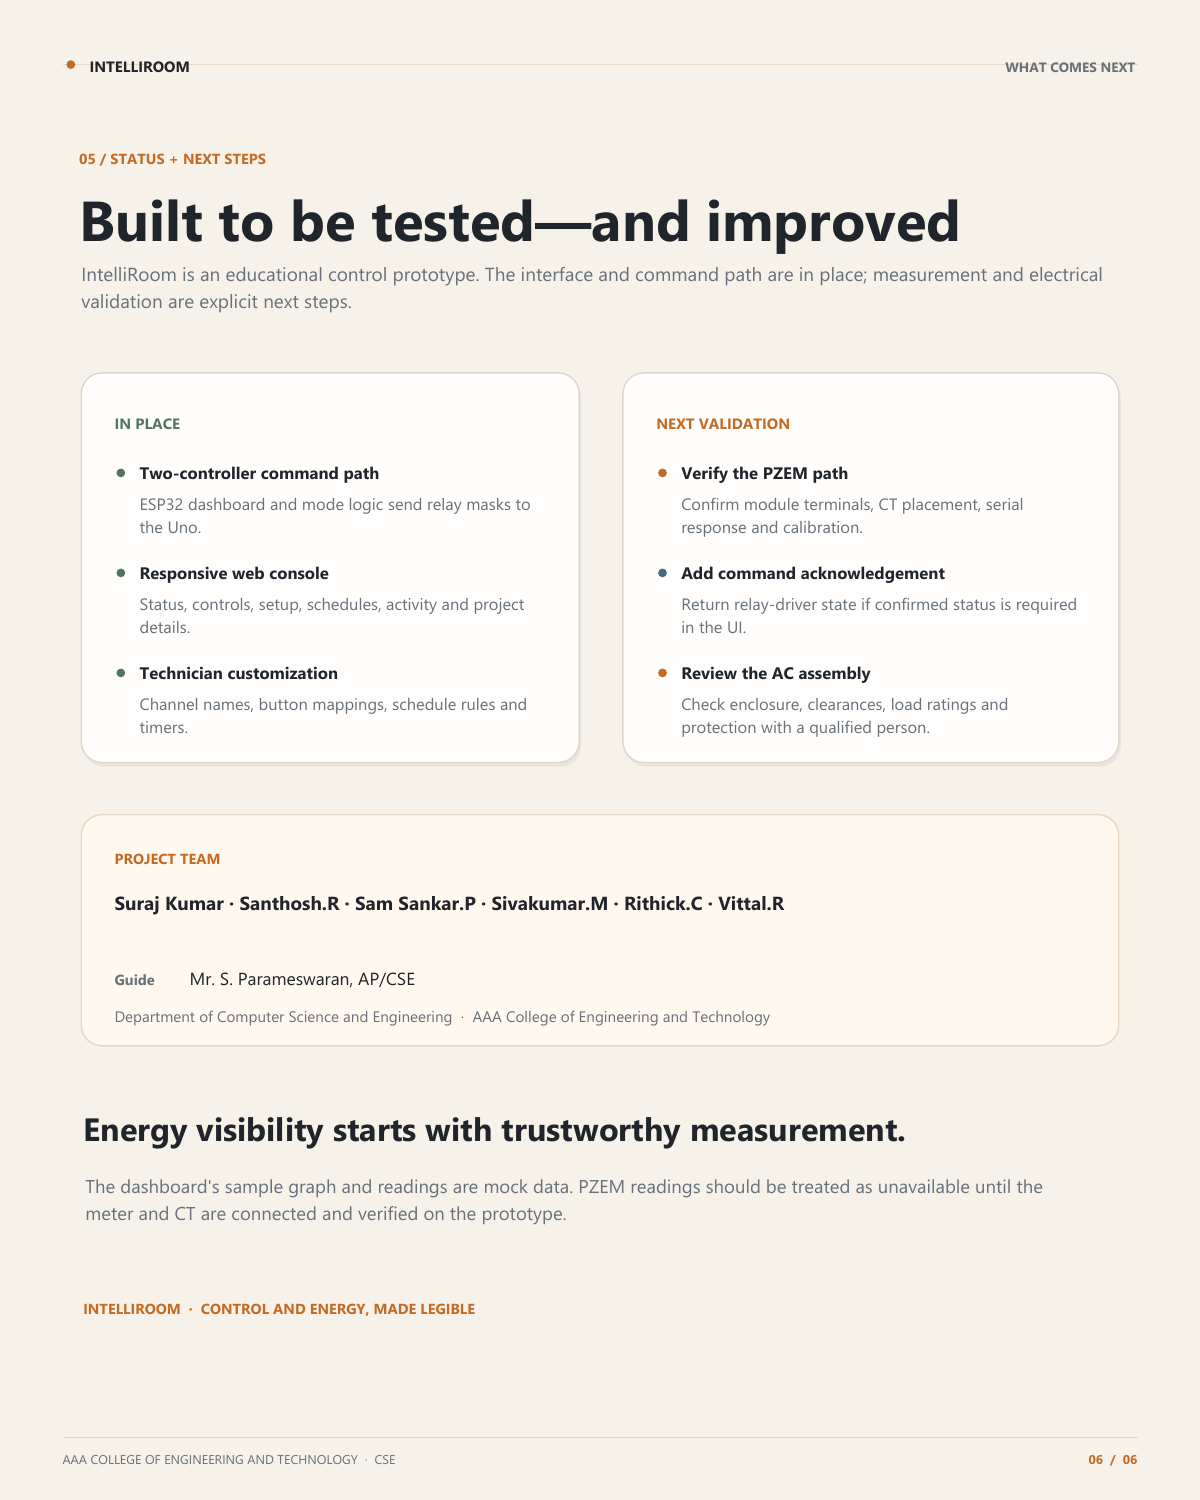 INTELLIROOM
WHAT COMES NEXT
05 / STATUS + NEXT STEPS
Built to be tested—and improved
IntelliRoom is an educational control prototype. The interface and command path are in place; measurement and electrical
validation are explicit next steps.
IN PLACE
Two-controller command path
ESP32 dashboard and mode logic send relay masks to
the Uno.
Responsive web console
Status, controls, setup, schedules, activity and project
details.
Technician customization
Channel names, button mappings, schedule rules and
timers.
NEXT VALIDATION
Verify the PZEM path
Confirm module terminals, CT placement, serial
response and calibration.
Add command acknowledgement
Return relay-driver state if confirmed status is required
in the UI.
Review the AC assembly
Check enclosure, clearances, load ratings and
protection with a qualified person.
PROJECT TEAM
Suraj Kumar · Santhosh.R · Sam Sankar.P · Sivakumar.M · Rithick.C · Vittal.R
Guide Mr. S. Parameswaran, AP/CSE
Department of Computer Science and Engineering · AAA College of Engineering and Technology
Energy visibility starts with trustworthy measurement.
The dashboard's sample graph and readings are mock data. PZEM readings should be treated as unavailable until the
meter and CT are connected and verified on the prototype.
INTELLIROOM · CONTROL AND ENERGY, MADE LEGIBLE
AAA COLLEGE OF ENGINEERING AND TECHNOLOGY · CSE
06 / 06